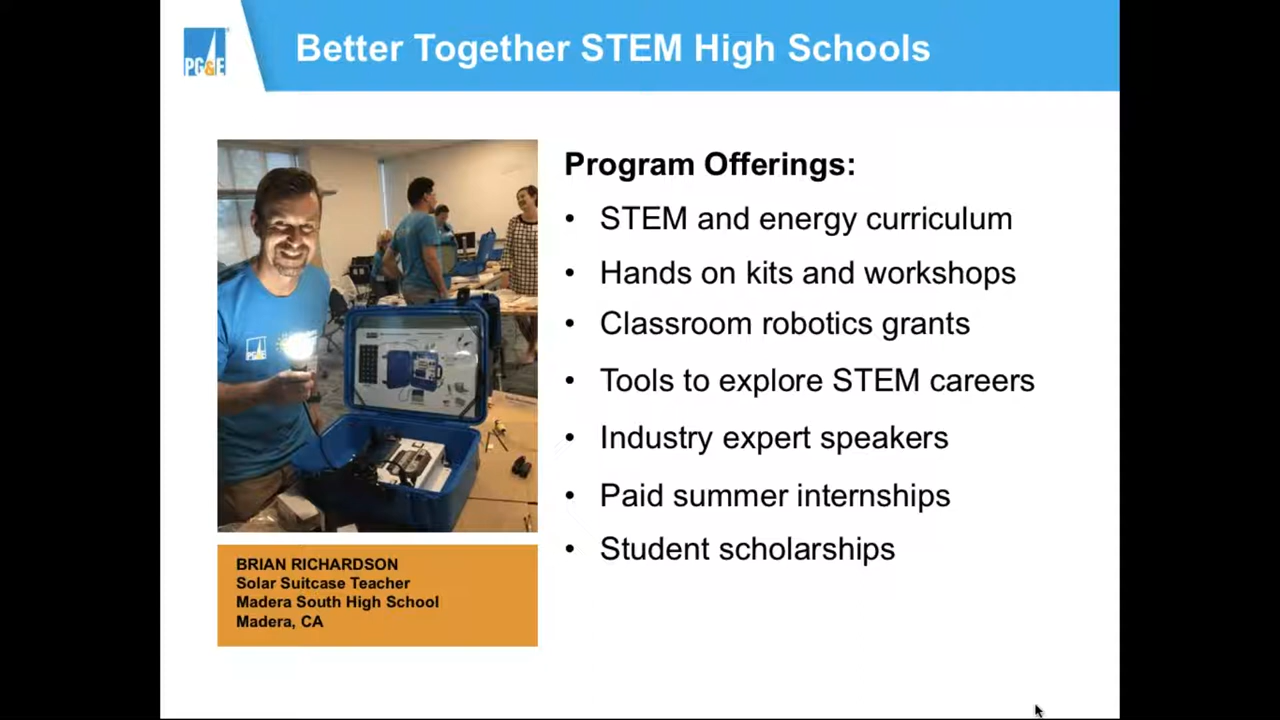 PG&E
Better Together STEM High Schools
Program Offerings:
• STEM and energy curriculum
• Hands on kits and workshops
• Classroom robotics grants
• Tools to explore STEM careers
• Industry expert speakers
• Paid summer internships
• Student scholarships
PG&E
BRIAN RICHARDSON
Solar Suitcase Teacher
Madera South High School
Madera, CA